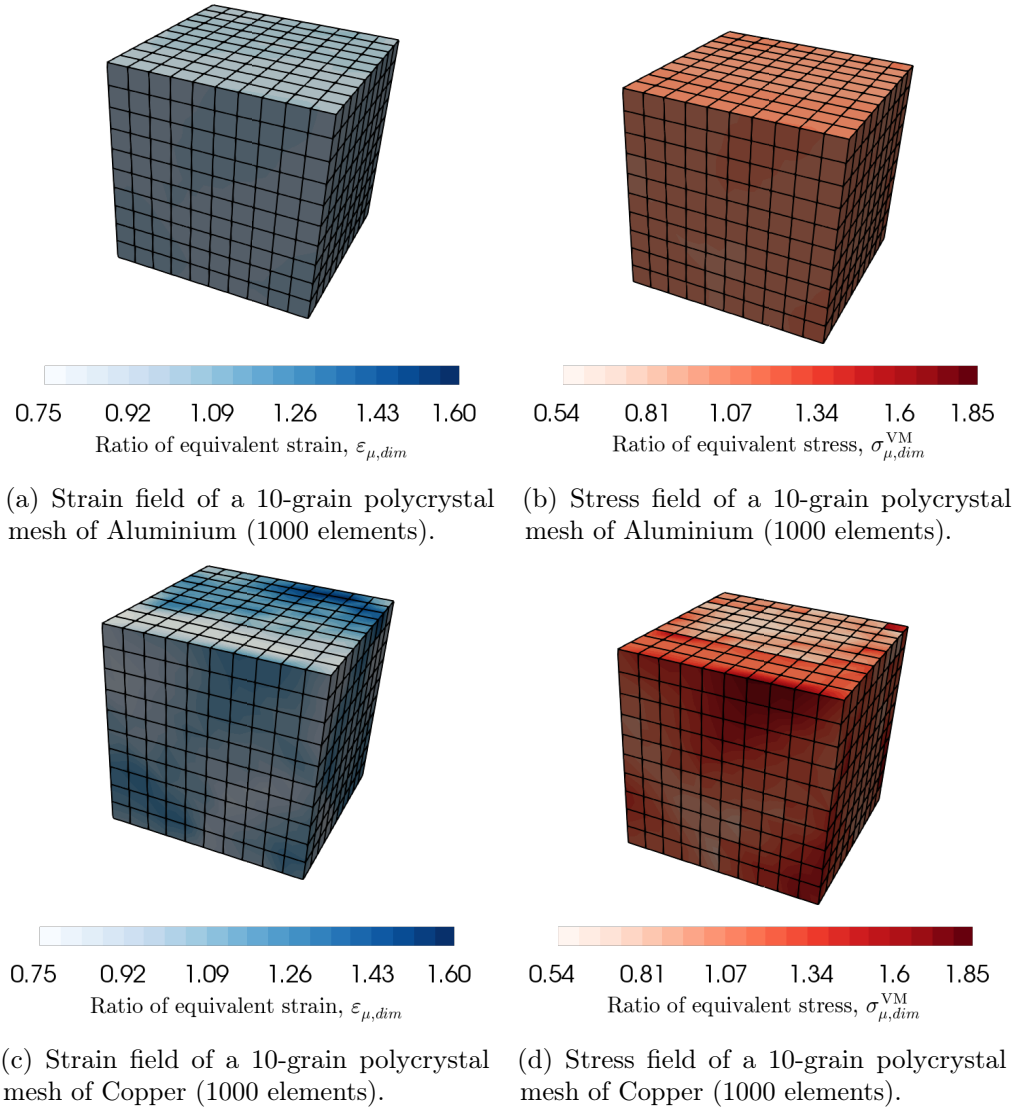 0.75 0.92 1.09 1.26 1.43 1.60
Ratio of equivalent strain, ε_{μ,dim}
0.54 0.81 1.07 1.34 1.6 1.85
Ratio of equivalent stress, σ^{VM}_{μ,dim}
(a) Strain field of a 10-grain polycrystal
mesh of Aluminium (1000 elements).
(b) Stress field of a 10-grain polycrystal
mesh of Aluminium (1000 elements).
0.75 0.92 1.09 1.26 1.43 1.60
Ratio of equivalent strain, ε_{μ,dim}
0.54 0.81 1.07 1.34 1.6 1.85
Ratio of equivalent stress, σ^{VM}_{μ,dim}
(c) Strain field of a 10-grain polycrystal
mesh of Copper (1000 elements).
(d) Stress field of a 10-grain polycrystal
mesh of Copper (1000 elements).